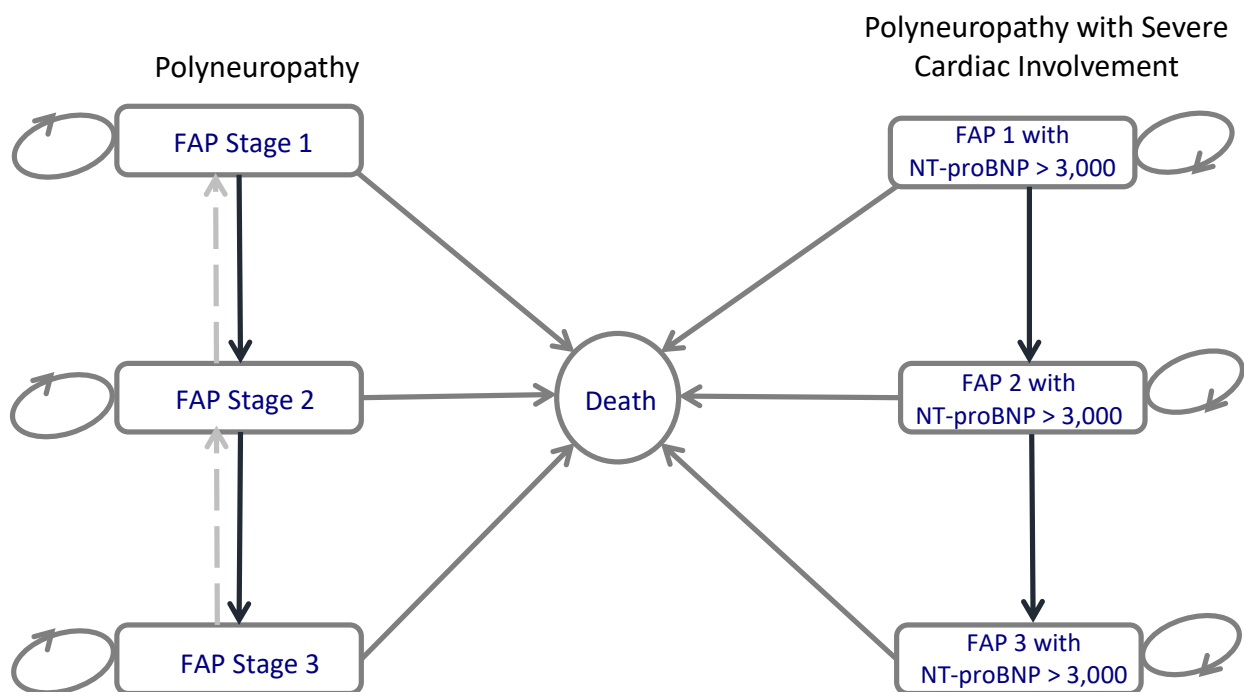 Polyneuropathy
Polyneuropathy with Severe
Cardiac Involvement
FAP Stage 1
FAP 1 with
NT-proBNP > 3,000
FAP Stage 2
Death
FAP 2 with
NT-proBNP > 3,000
FAP Stage 3
FAP 3 with
NT-proBNP > 3,000